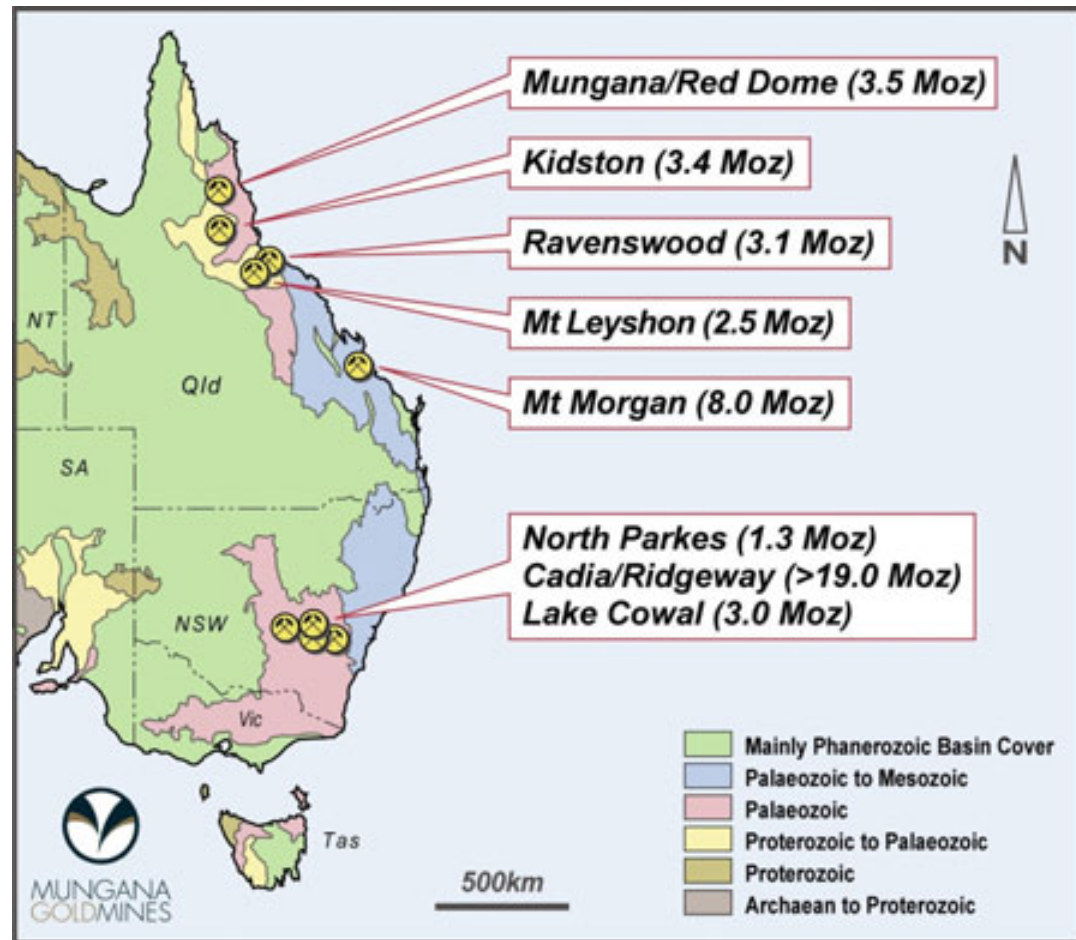 Mungana/Red Dome (3.5 Moz)
Kidston (3.4 Moz)
Ravenswood (3.1 Moz)
Mt Leyshon (2.5 Moz)
Mt Morgan (8.0 Moz)
N
NT
Qld
SA
North Parkes (1.3 Moz)
Cadia/Ridgeway (>19.0 Moz)
Lake Cowal (3.0 Moz)
NSW
Vic
Tas
Mainly Phanerozoic Basin Cover
Palaeozoic to Mesozoic
Palaeozoic
Proterozoic to Palaeozoic
Proterozoic
Archaean to Proterozoic
500km
MUNGANA
GOLDMINES